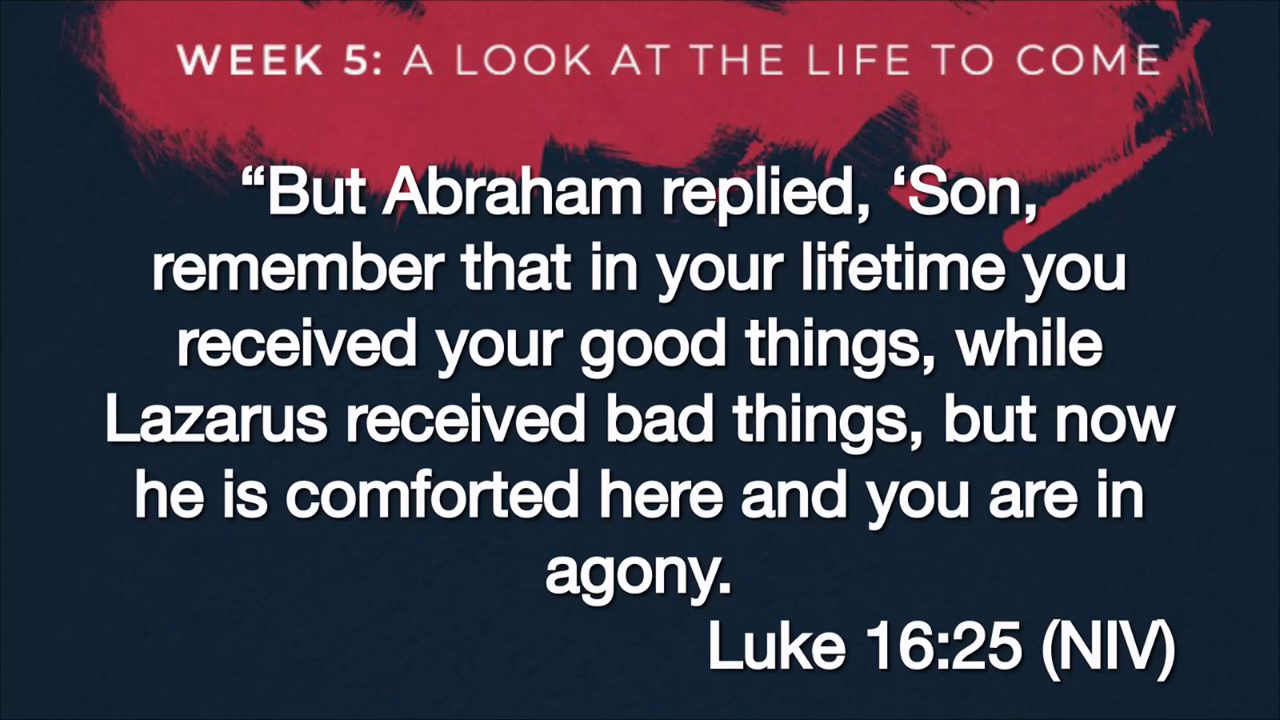 WEEK 5: A LOOK AT THE LIFE TO COME
“But Abraham replied, ‘Son,
remember that in your lifetime you
received your good things, while
Lazarus received bad things, but now
he is comforted here and you are in
agony.
Luke 16:25 (NIV)